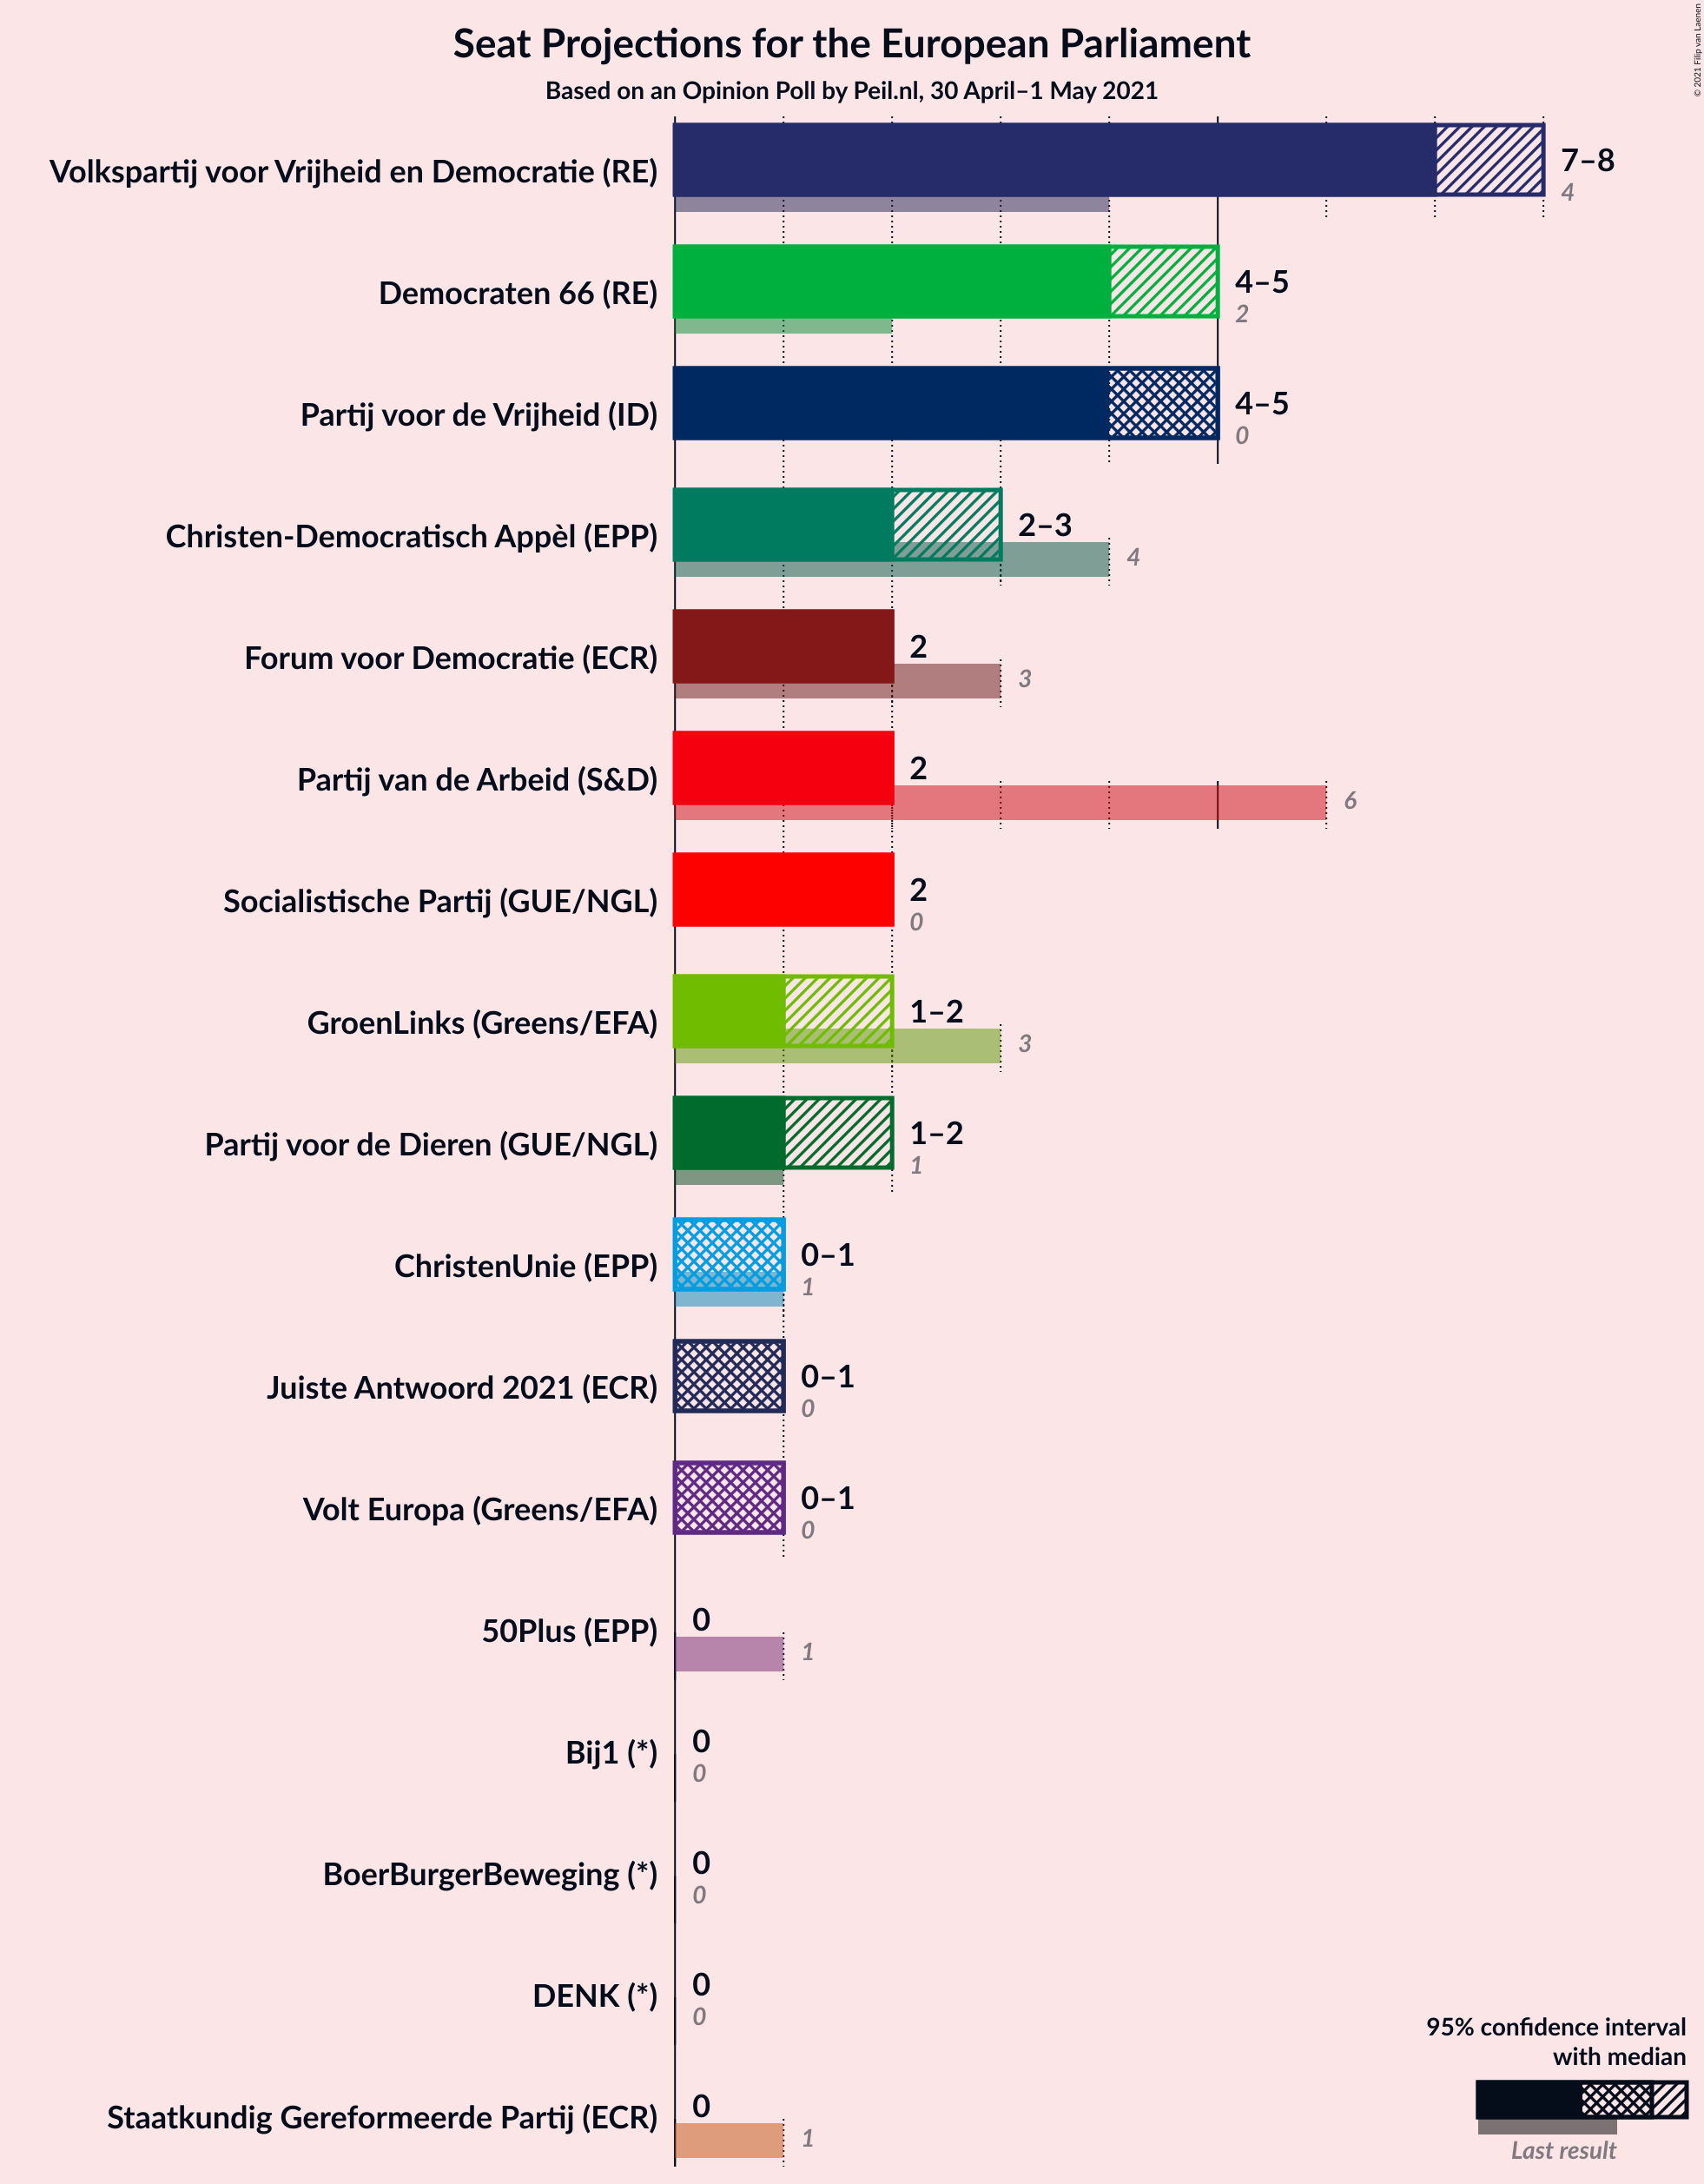 Seat Projections for the European Parliament
Based on an Opinion Poll by Peil.nl, 30 April–1 May 2021
© 2021 Filip van Laenen
Volkspartij voor Vrijheid en Democratie (RE)
7–8
4
Democraten 66 (RE)
4–5
2
Partij voor de Vrijheid (ID)
4–5
0
Christen-Democratisch Appèl (EPP)
2–3
4
Forum voor Democratie (ECR)
2
3
Partij van de Arbeid (S&D)
2
6
Socialistische Partij (GUE/NGL)
2
0
GroenLinks (Greens/EFA)
1–2
3
Partij voor de Dieren (GUE/NGL)
1–2
1
ChristenUnie (EPP)
0–1
1
Juiste Antwoord 2021 (ECR)
0–1
0
Volt Europa (Greens/EFA)
0–1
0
50Plus (EPP)
0
1
Bij1 (*)
0
0
BoerBurgerBeweging (*)
0
0
DENK (*)
0
0
Staatkundig Gereformeerde Partij (ECR)
0
1
95% confidence interval
with median
Last result